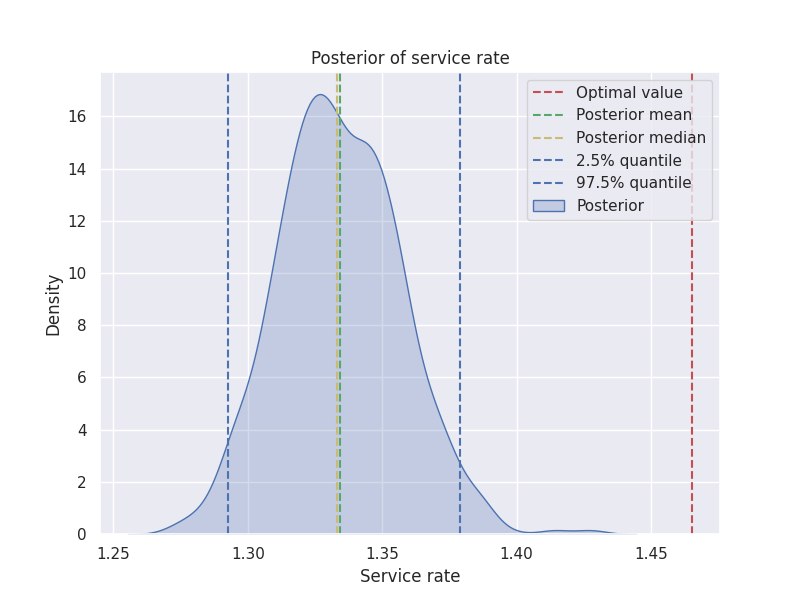 Posterior of service rate
Optimal value
Posterior mean
Posterior median
2.5% quantile
97.5% quantile
Posterior
16
14
12
10
8
6
4
2
0
Density
1.25
1.30
1.35
1.40
1.45
Service rate